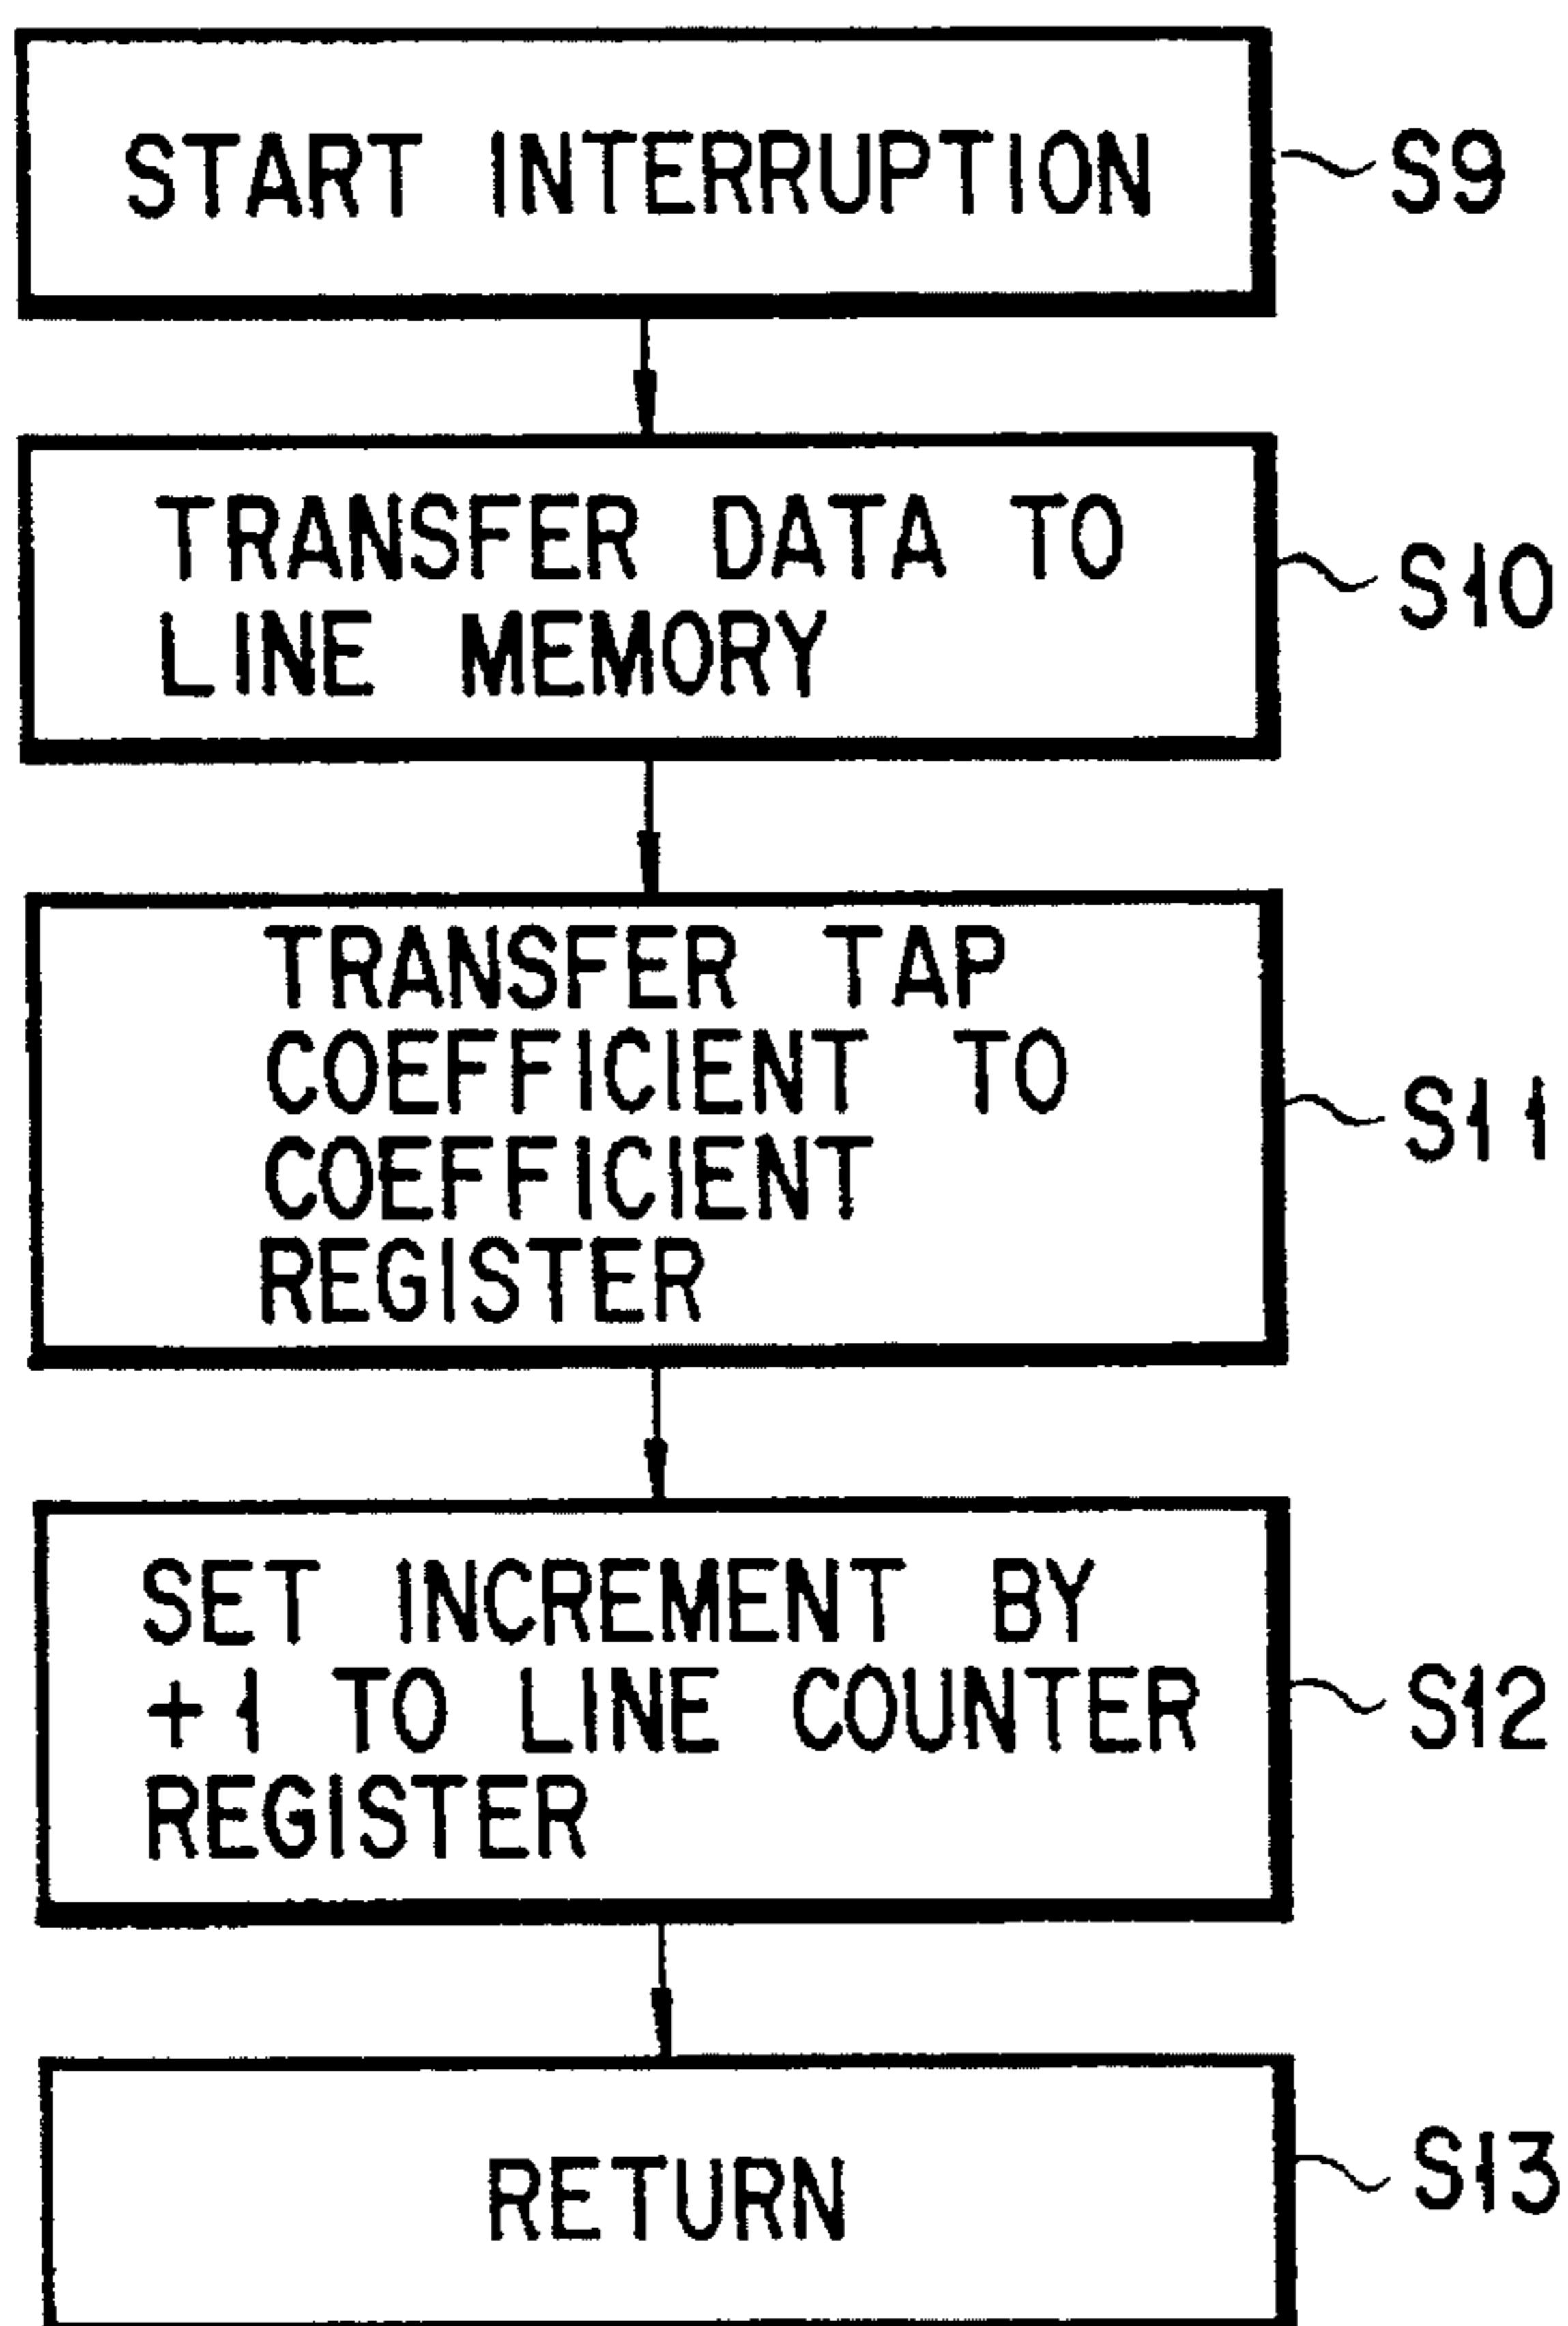 START INTERRUPTION
S9
TRANSFER DATA TO
LINE MEMORY
S10
TRANSFER TAP
COEFFICIENT TO
COEFFICIENT
REGISTER
S11
SET INCREMENT BY
+1 TO LINE COUNTER
REGISTER
S12
RETURN
S13